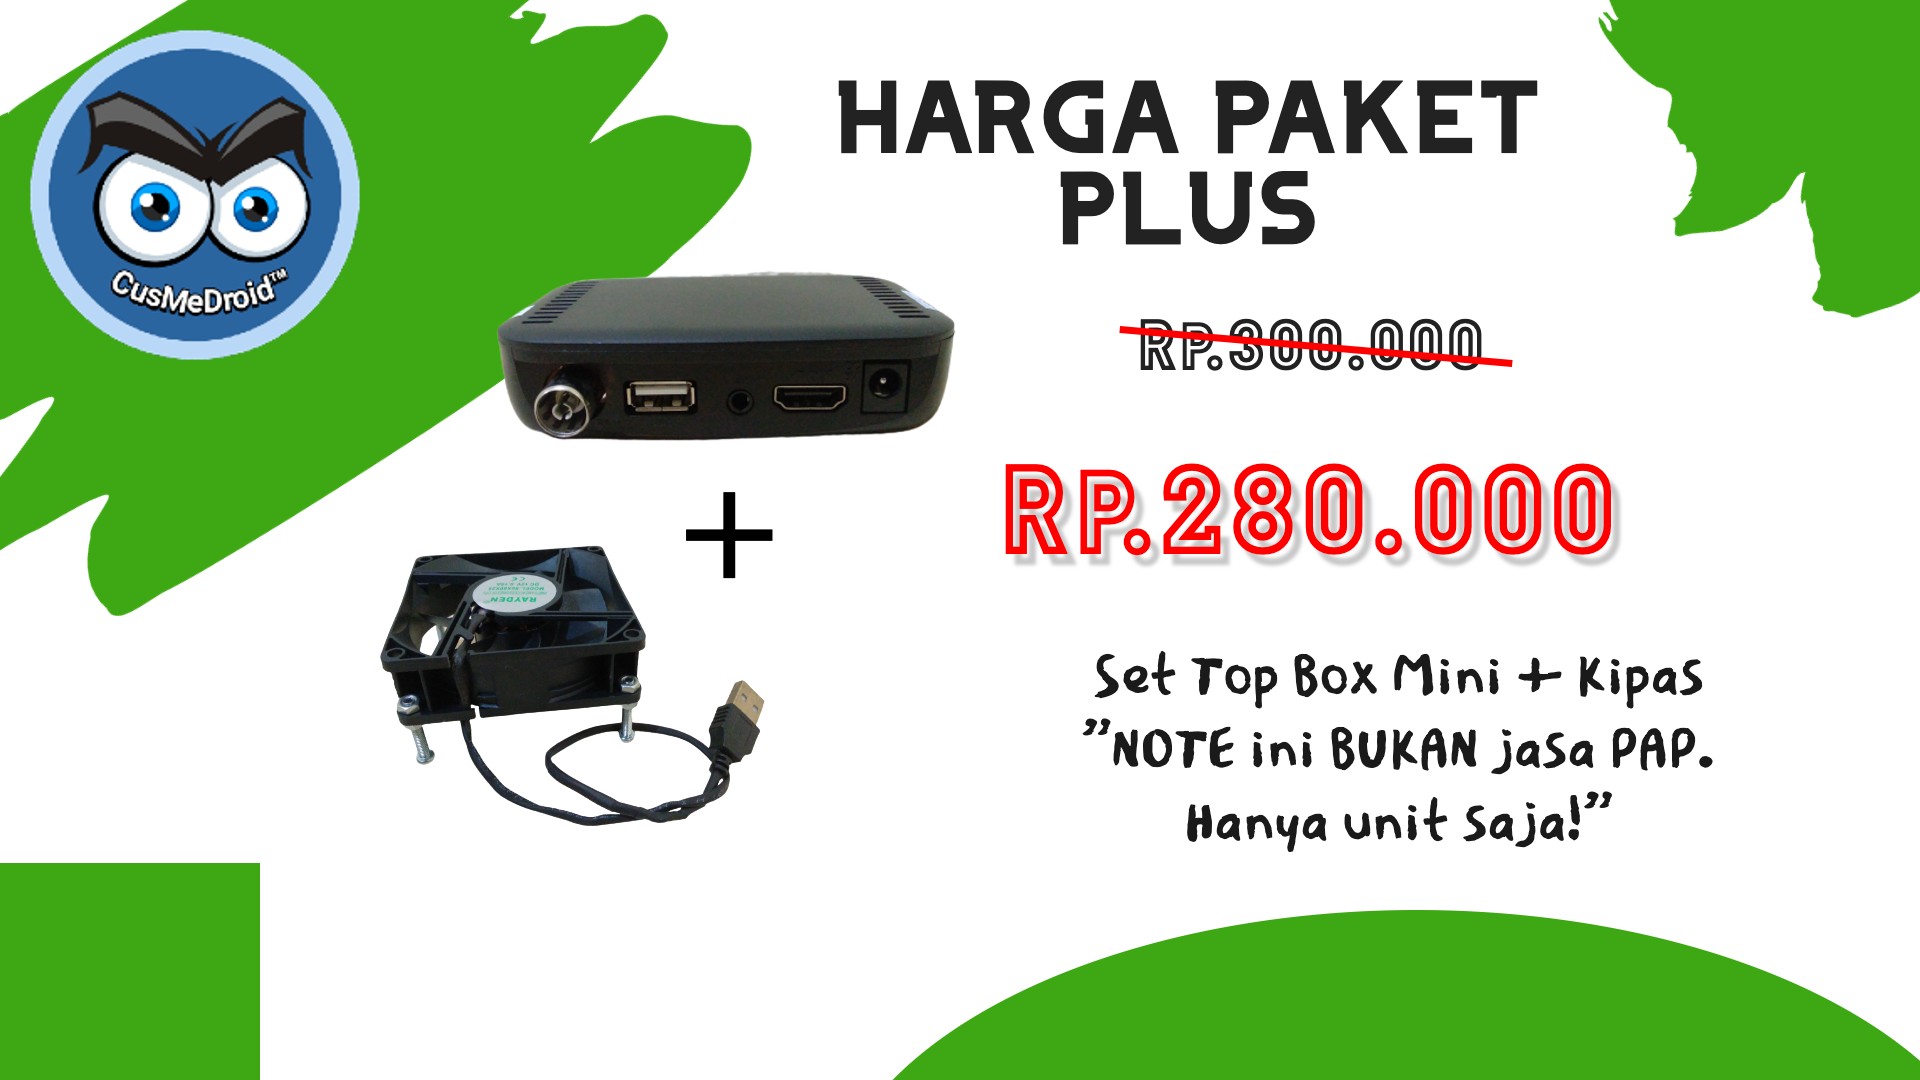 CusMeDroid™
HARGA PAKET
PLUS
RP.300.000
+
RP.280.000
RAYDEN
Set Top Box Mini + Kipas
”NOTE ini BUKAN jasa PAP.
Hanya unit saja!”